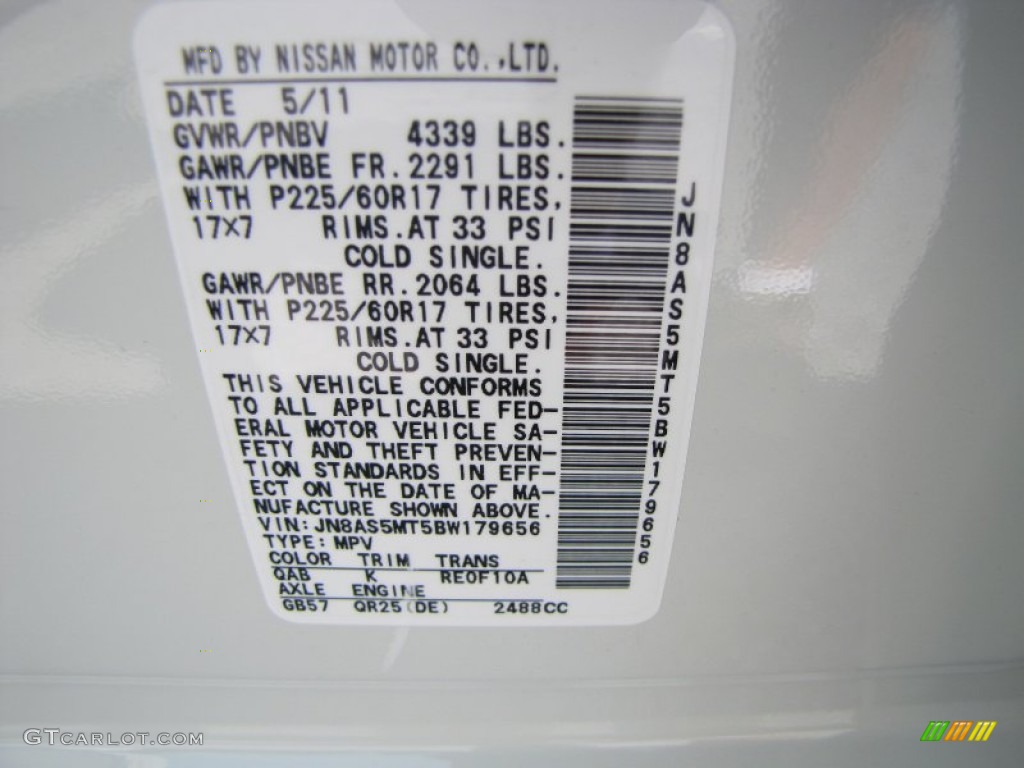 MFD BY NISSAN MOTOR CO.,LTD.
DATE 5/11
GVWR/PNBV 4339 LBS.
GAWR/PNBE FR.2291 LBS.
WITH P225/60R17 TIRES,
17X7 RIMS.AT 33 PSI
COLD SINGLE.
GAWR/PNBE RR.2064 LBS.
WITH P225/60R17 TIRES,
17X7 RIMS.AT 33 PSI
COLD SINGLE.
THIS VEHICLE CONFORMS
TO ALL APPLICABLE FED-
ERAL MOTOR VEHICLE SA-
FETY AND THEFT PREVEN-
TION STANDARDS IN EFF-
ECT ON THE DATE OF MA-
NUFACTURE SHOWN ABOVE.
VIN:JN8AS5MT5BW179656
TYPE:MPV
COLOR TRIM TRANS
QAB K RE0F10A
AXLE ENGINE
GB57 QR25(DE) 2488CC
JN8AS5MT5BW179656
GTCARLOT.COM